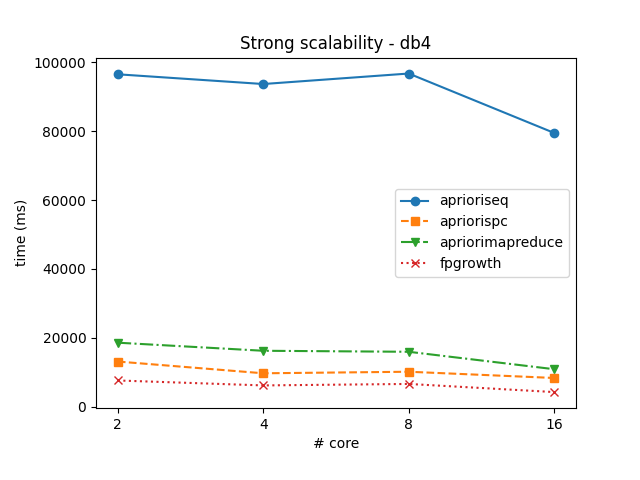 Strong scalability - db4
100000
80000
60000
40000
20000
0
time (ms)
aprioriseq
apriorispc
apriorimapreduce
fpgrowth
2 4 8 16
# core